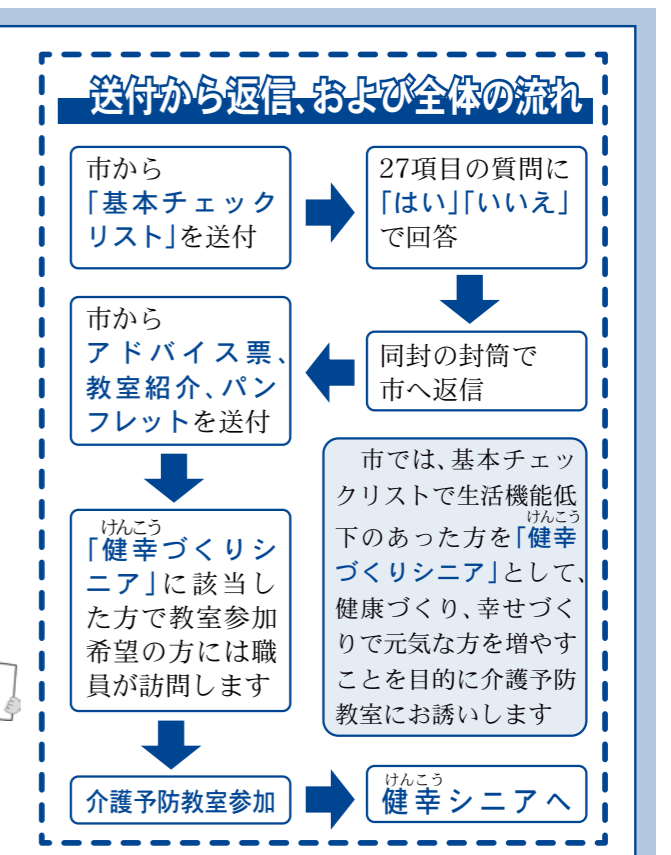 送付から返信、および全体の流れ
市から
「基本チェック
リスト」を送付
27項目の質問に
「はい」「いいえ」
で回答
同封の封筒で
市へ返信
市から
アドバイス票、
教室紹介、パン
フレットを送付
けんこう
「健幸づくりシ
ニア」に該当し
た方で教室参加
希望の方には職
員が訪問します
市では、基本チェッ
クリストで生活機能低
けんこう
下のあった方を「健幸
づくりシニア」として、
健康づくり、幸せづく
りで元気な方を増やす
ことを目的に介護予防
教室にお誘いします
介護予防教室参加
けんこう
健幸シニアへ